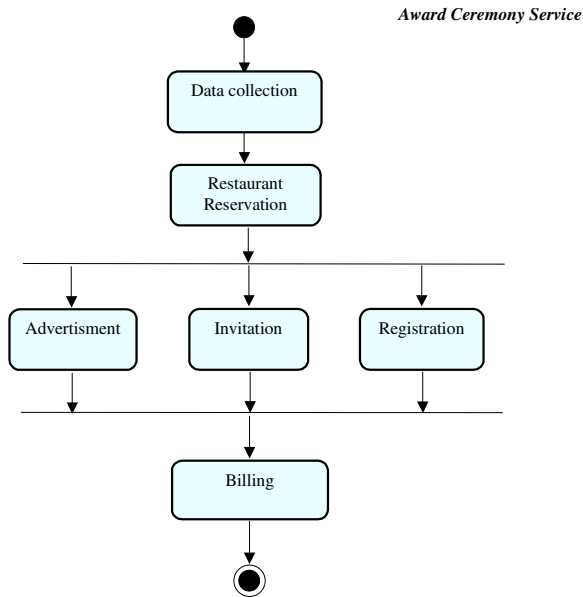 Award Ceremony Service
Data collection
Restaurant
Reservation
Advertisment
Invitation
Registration
Billing